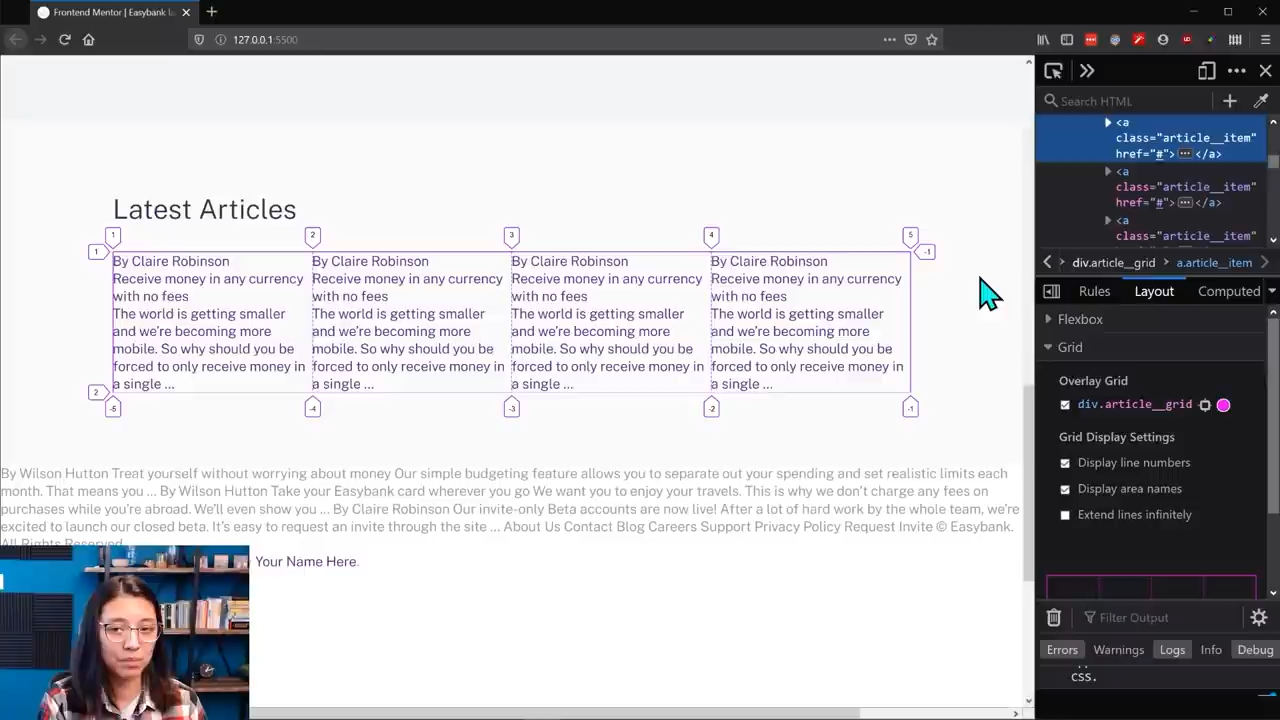 Frontend Mentor | Easybank la
127.0.0.1:5500
Search HTML
<a
class="article__item"
href="#"> </a>
<a
class="article__item"
href="#"> </a>
<a
class="article__item"
div.article__grid
a.article__item
Rules
Layout
Computed
Flexbox
Grid
Overlay Grid
div.article__grid
Grid Display Settings
Display line numbers
Display area names
Extend lines infinitely
Filter Output
Errors
Warnings
Logs
Info
Debug
CSS.
Latest Articles
1
2
3
4
5
1
-1
By Claire Robinson
Receive money in any currency
with no fees
The world is getting smaller
and we're becoming more
mobile. So why should you be
forced to only receive money in
a single ...
By Claire Robinson
Receive money in any currency
with no fees
The world is getting smaller
and we're becoming more
mobile. So why should you be
forced to only receive money in
a single ...
By Claire Robinson
Receive money in any currency
with no fees
The world is getting smaller
and we're becoming more
mobile. So why should you be
forced to only receive money in
a single ...
By Claire Robinson
Receive money in any currency
with no fees
The world is getting smaller
and we're becoming more
mobile. So why should you be
forced to only receive money in
a single ...
2
-5
-4
-3
-2
-1
By Wilson Hutton Treat yourself without worrying about money Our simple budgeting feature allows you to separate out your spending and set realistic limits each
month. That means you ... By Wilson Hutton Take your Easybank card wherever you go We want you to enjoy your travels. This is why we don't charge any fees on
purchases while you're abroad. We'll even show you ... By Claire Robinson Our invite-only Beta accounts are now live! After a lot of hard work by the whole team, we're
excited to launch our closed beta. It's easy to request an invite through the site ... About Us Contact Blog Careers Support Privacy Policy Request Invite © Easybank.
All Rights Reserved
Your Name Here.